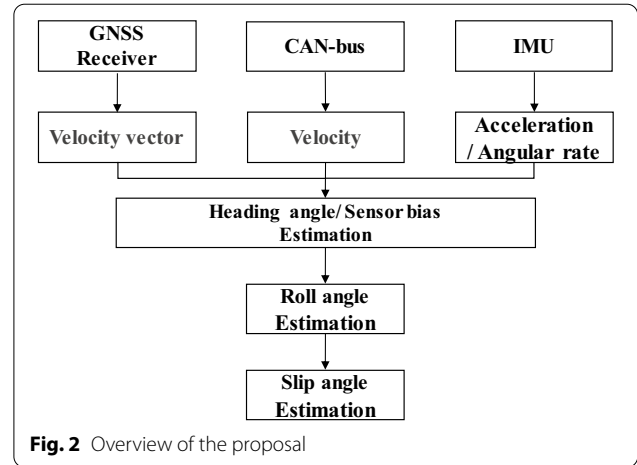 GNSS
Receiver
CAN-bus
IMU
Velocity vector
Velocity
Acceleration
/ Angular rate
Heading angle/ Sensor bias
Estimation
Roll angle
Estimation
Slip angle
Estimation
Fig. 2 Overview of the proposal